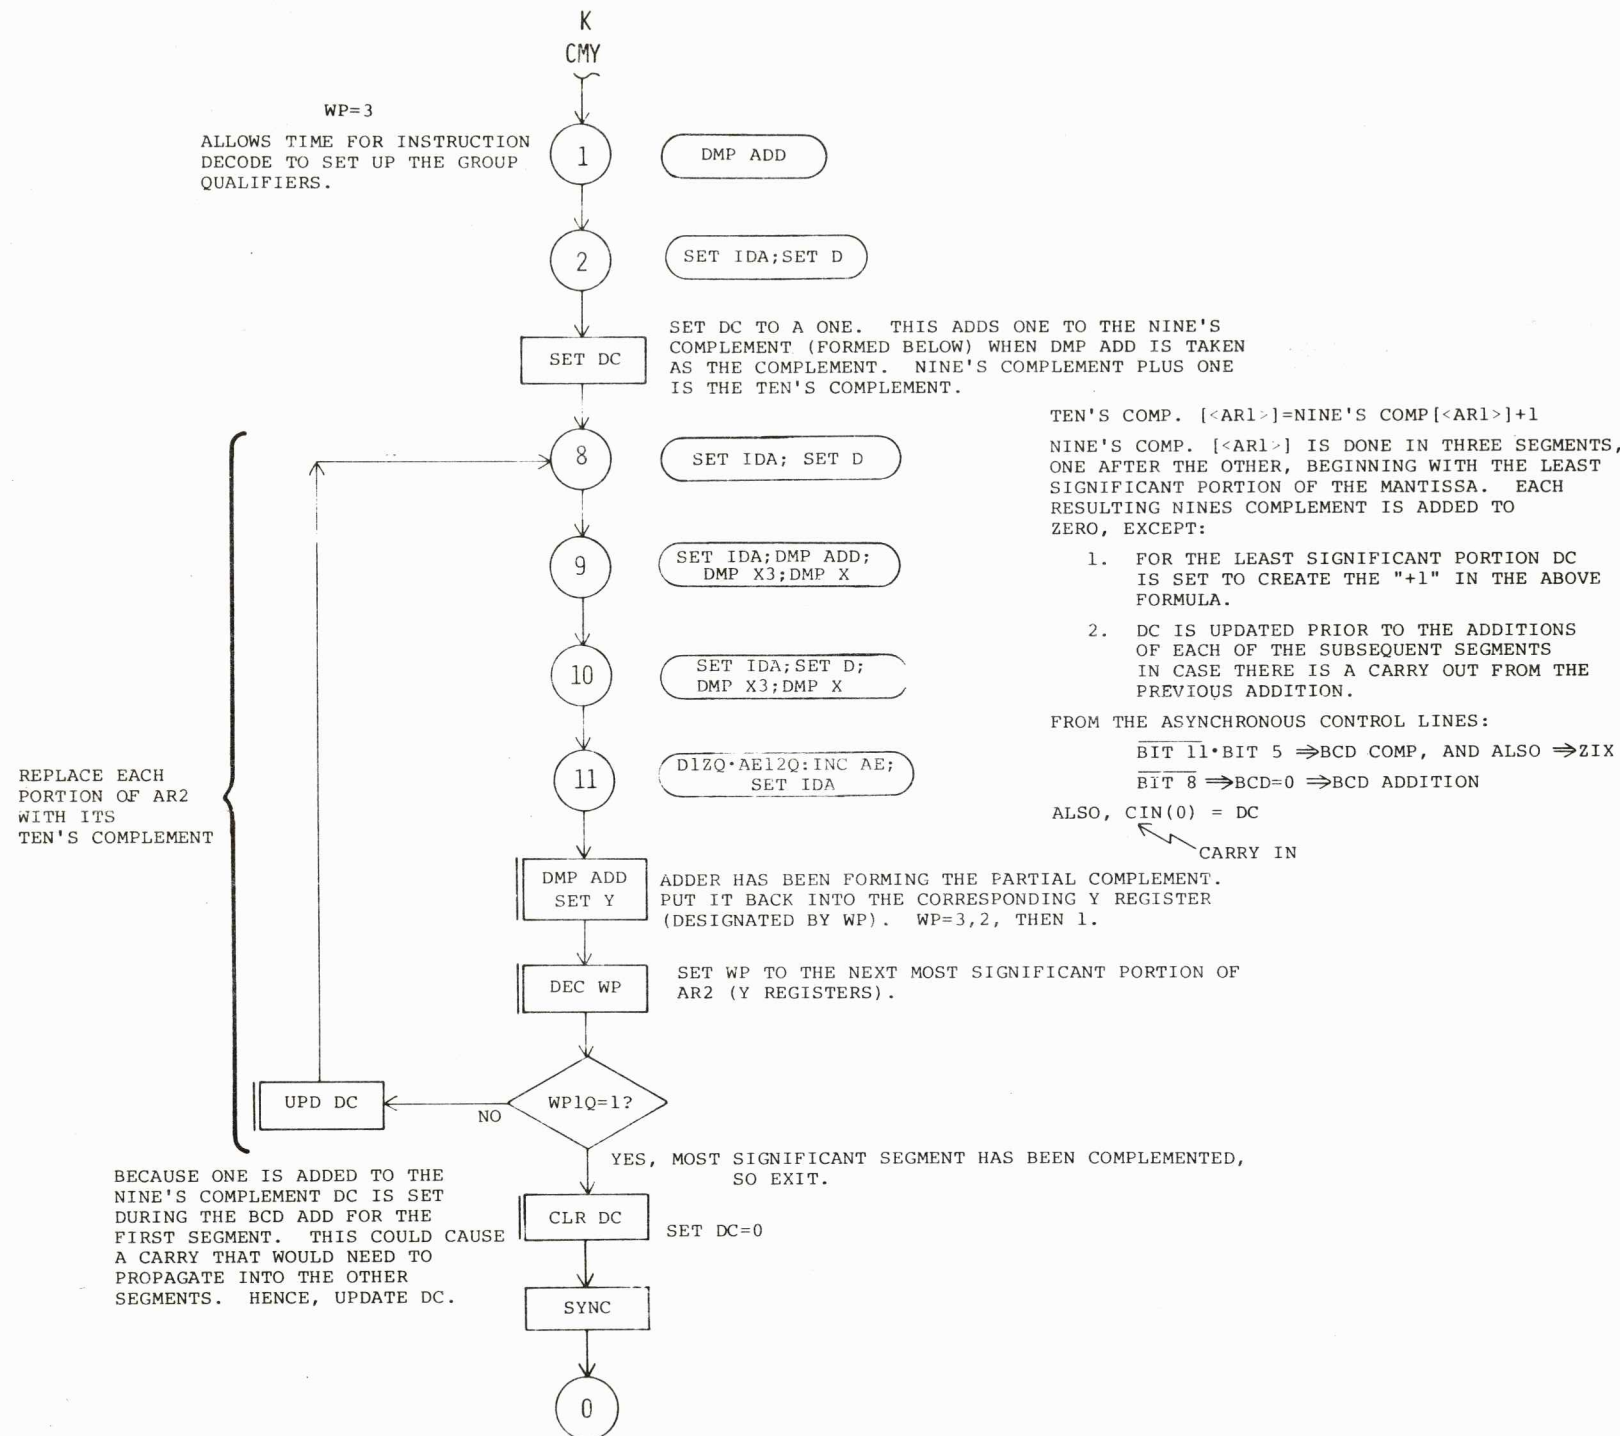 K
CMY
WP=3
ALLOWS TIME FOR INSTRUCTION
DECODE TO SET UP THE GROUP
QUALIFIERS.
1
DMP ADD
2
SET IDA;SET D
SET DC
SET DC TO A ONE. THIS ADDS ONE TO THE NINE'S
COMPLEMENT (FORMED BELOW) WHEN DMP ADD IS TAKEN
AS THE COMPLEMENT. NINE'S COMPLEMENT PLUS ONE
IS THE TEN'S COMPLEMENT.
8
SET IDA; SET D
9
SET IDA;DMP ADD;
DMP X3;DMP X
10
SET IDA;SET D;
DMP X3;DMP X
11
D1ZQ•AE12Q:INC AE;
SET IDA
TEN'S COMP. [<AR1>]=NINE'S COMP[<AR1>]+1
NINE'S COMP. [<AR1>] IS DONE IN THREE SEGMENTS,
ONE AFTER THE OTHER, BEGINNING WITH THE LEAST
SIGNIFICANT PORTION OF THE MANTISSA. EACH
RESULTING NINES COMPLEMENT IS ADDED TO
ZERO, EXCEPT:
1. FOR THE LEAST SIGNIFICANT PORTION DC
IS SET TO CREATE THE "+1" IN THE ABOVE
FORMULA.
2. DC IS UPDATED PRIOR TO THE ADDITIONS
OF EACH OF THE SUBSEQUENT SEGMENTS
IN CASE THERE IS A CARRY OUT FROM THE
PREVIOUS ADDITION.
FROM THE ASYNCHRONOUS CONTROL LINES:
B̅I̅T̅ ̅1̅1̅•BIT 5 ⇒BCD COMP, AND ALSO ⇒ZIX
B̅I̅T̅ ̅8̅ ⇒BCD=0 ⇒BCD ADDITION
ALSO, CIN(0) = DC
CARRY IN
REPLACE EACH
PORTION OF AR2
WITH ITS
TEN'S COMPLEMENT
DMP ADD
SET Y
ADDER HAS BEEN FORMING THE PARTIAL COMPLEMENT.
PUT IT BACK INTO THE CORRESPONDING Y REGISTER
(DESIGNATED BY WP). WP=3,2, THEN 1.
DEC WP
SET WP TO THE NEXT MOST SIGNIFICANT PORTION OF
AR2 (Y REGISTERS).
UPD DC
NO
WP1Q=1?
YES, MOST SIGNIFICANT SEGMENT HAS BEEN COMPLEMENTED,
SO EXIT.
BECAUSE ONE IS ADDED TO THE
NINE'S COMPLEMENT DC IS SET
DURING THE BCD ADD FOR THE
FIRST SEGMENT. THIS COULD CAUSE
A CARRY THAT WOULD NEED TO
PROPAGATE INTO THE OTHER
SEGMENTS. HENCE, UPDATE DC.
CLR DC
SET DC=0
SYNC
0